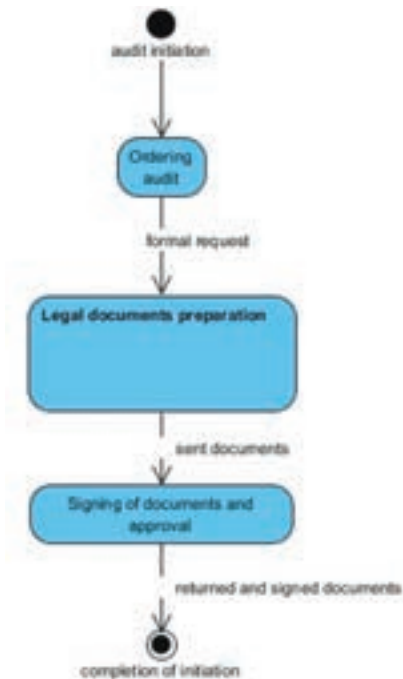 audit initiation
Ordering
audit
formal request
Legal documents preparation
sent documents
Signing of documents and
approval
returned and signed documents
completion of initiation